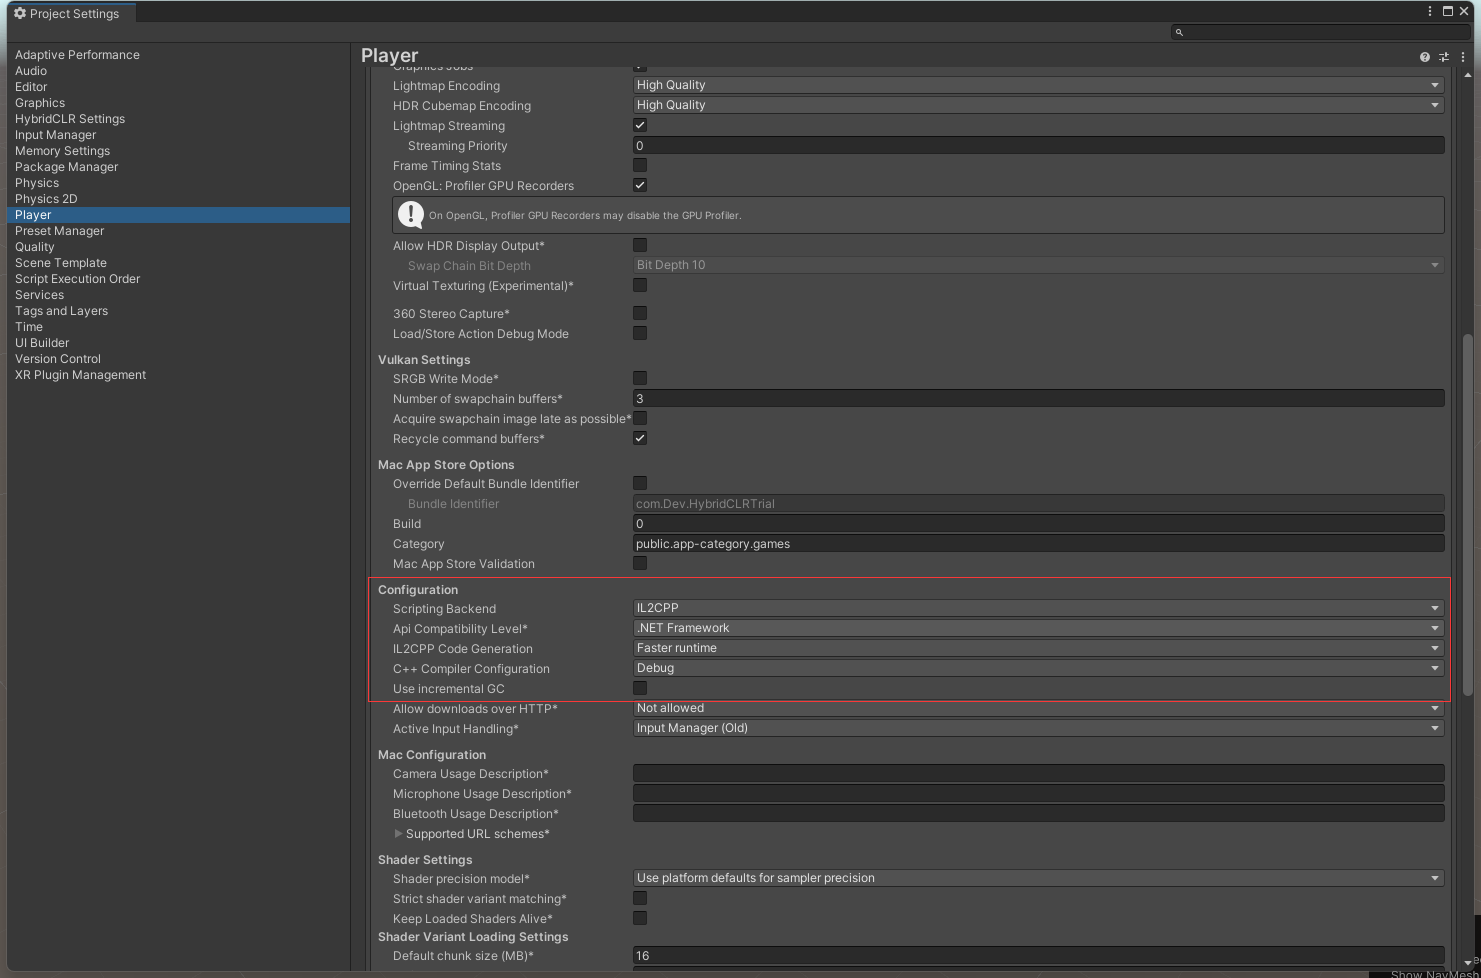 Project Settings
Adaptive Performance
Audio
Editor
Graphics
HybridCLR Settings
Input Manager
Memory Settings
Package Manager
Physics
Physics 2D
Player
Preset Manager
Quality
Scene Template
Script Execution Order
Services
Tags and Layers
Time
UI Builder
Version Control
XR Plugin Management
Player
Graphics Jobs
Lightmap Encoding High Quality
HDR Cubemap Encoding High Quality
Lightmap Streaming
Streaming Priority 0
Frame Timing Stats
OpenGL: Profiler GPU Recorders
On OpenGL, Profiler GPU Recorders may disable the GPU Profiler.
Allow HDR Display Output*
Swap Chain Bit Depth Bit Depth 10
Virtual Texturing (Experimental)*
360 Stereo Capture*
Load/Store Action Debug Mode
Vulkan Settings
SRGB Write Mode*
Number of swapchain buffers* 3
Acquire swapchain image late as possible*
Recycle command buffers*
Mac App Store Options
Override Default Bundle Identifier
Bundle Identifier com.Dev.HybridCLRTrial
Build 0
Category public.app-category.games
Mac App Store Validation
Configuration
Scripting Backend IL2CPP
Api Compatibility Level* .NET Framework
IL2CPP Code Generation Faster runtime
C++ Compiler Configuration Debug
Use incremental GC
Allow downloads over HTTP* Not allowed
Active Input Handling* Input Manager (Old)
Mac Configuration
Camera Usage Description*
Microphone Usage Description*
Bluetooth Usage Description*
Supported URL schemes*
Shader Settings
Shader precision model* Use platform defaults for sampler precision
Strict shader variant matching*
Keep Loaded Shaders Alive*
Shader Variant Loading Settings
Default chunk size (MB)* 16
Show NavMesh